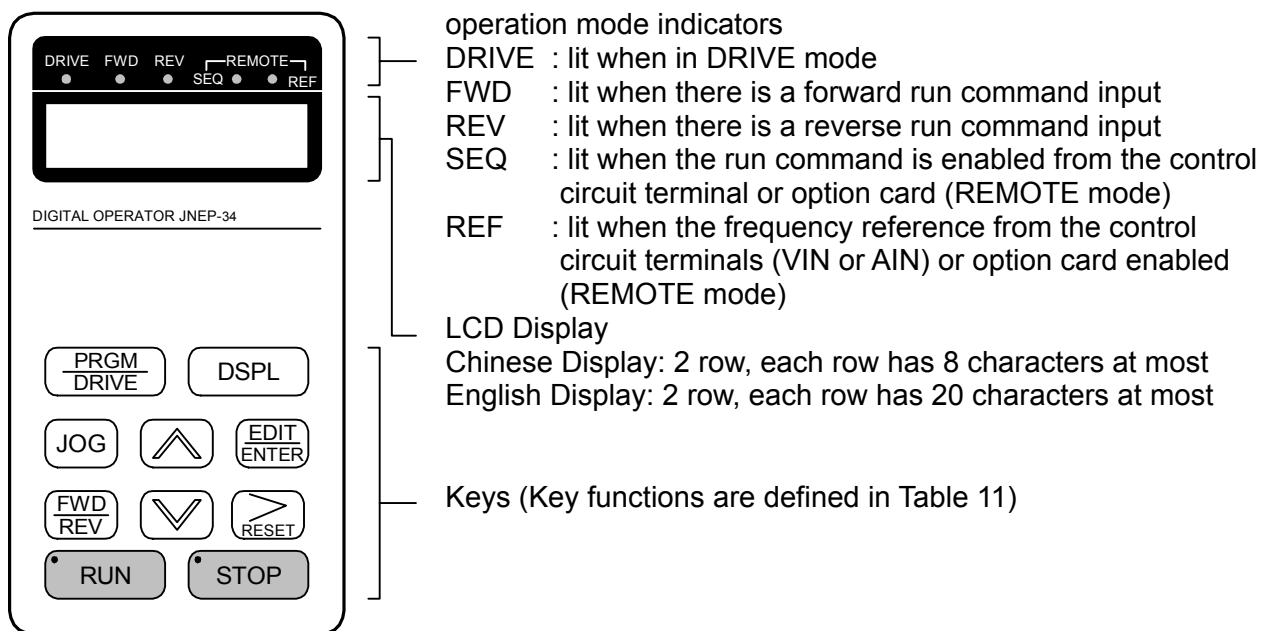 DRIVE FWD REV REMOTE
SEQ REF
DIGITAL OPERATOR JNEP-34
PRGM
DRIVE
DSPL
JOG
EDIT
ENTER
FWD
REV
RESET
RUN
STOP
operation mode indicators
DRIVE : lit when in DRIVE mode
FWD : lit when there is a forward run command input
REV : lit when there is a reverse run command input
SEQ : lit when the run command is enabled from the control
circuit terminal or option card (REMOTE mode)
REF : lit when the frequency reference from the control
circuit terminals (VIN or AIN) or option card enabled
(REMOTE mode)
LCD Display
Chinese Display: 2 row, each row has 8 characters at most
English Display: 2 row, each row has 20 characters at most
Keys (Key functions are defined in Table 11)